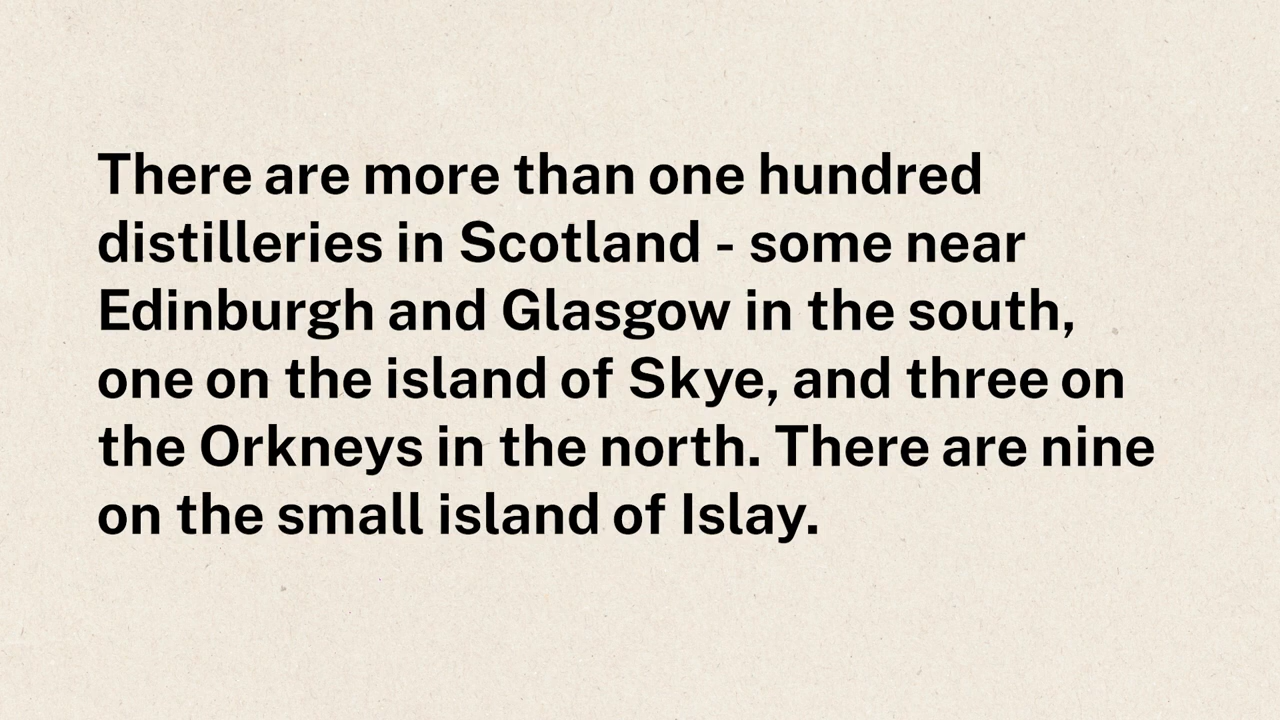 There are more than one hundred
distilleries in Scotland - some near
Edinburgh and Glasgow in the south,
one on the island of Skye, and three on
the Orkneys in the north. There are nine
on the small island of Islay.